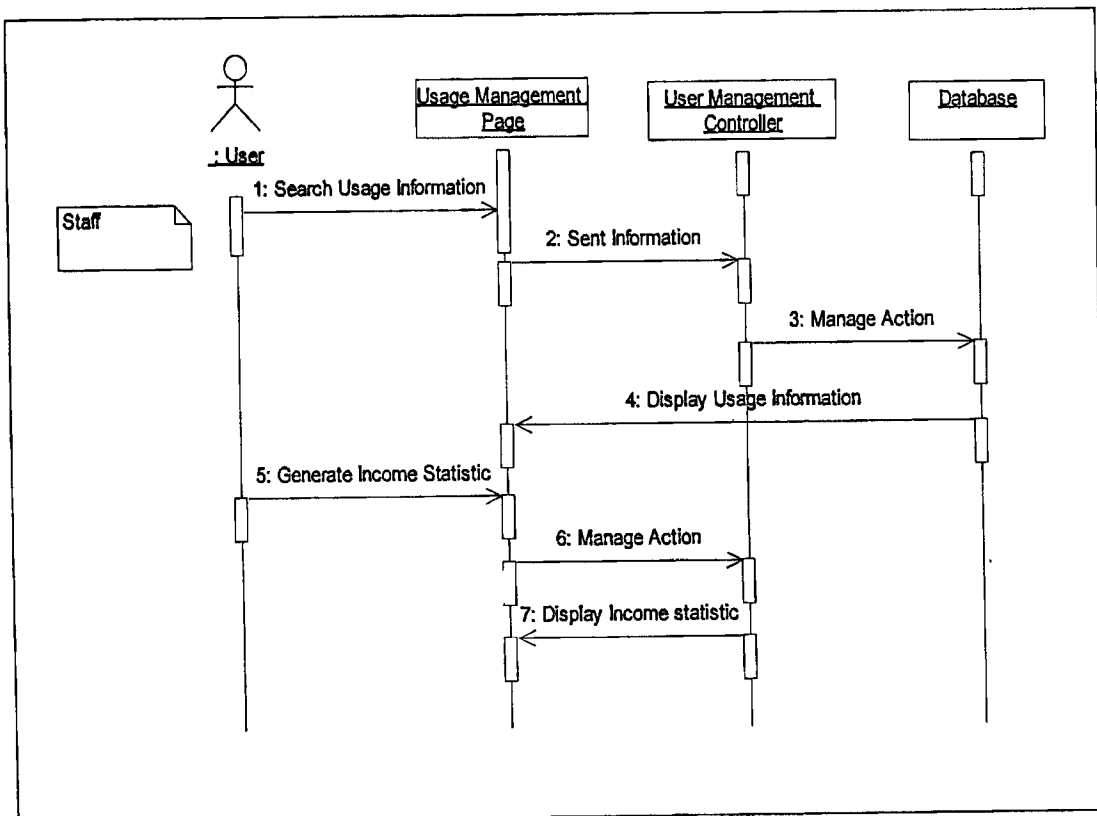 Usage Management
Page
User Management
Controller
Database
: User
Staff
1: Search Usage Information
2: Sent Information
3: Manage Action
4: Display Usage Information
5: Generate Income Statistic
6: Manage Action
7: Display Income statistic